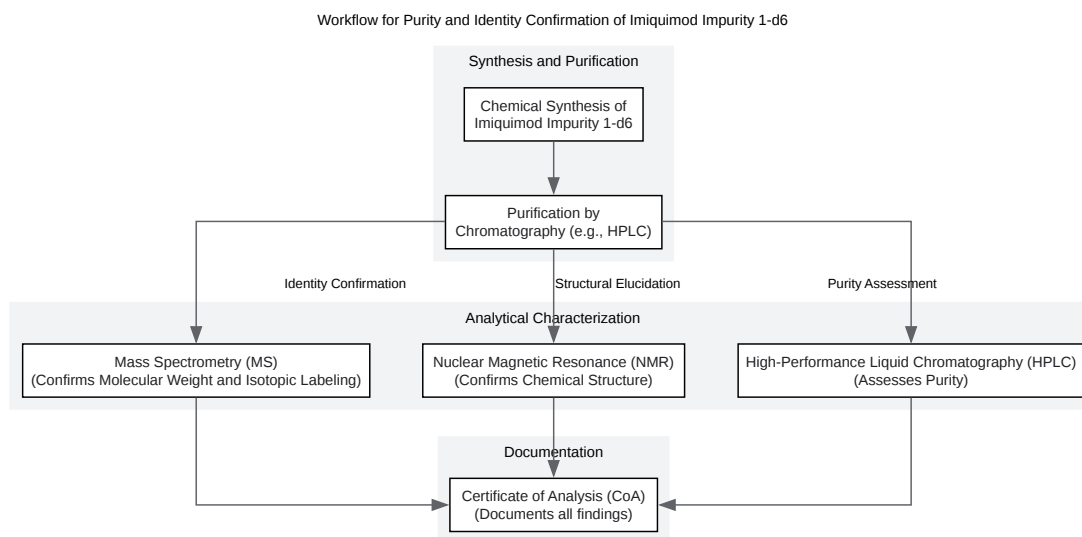 Workflow for Purity and Identity Confirmation of Imiquimod Impurity 1-d6
Synthesis and Purification
Chemical Synthesis of
Imiquimod Impurity 1-d6
Purification by
Chromatography (e.g., HPLC)
Identity Confirmation
Structural Elucidation
Purity Assessment
Analytical Characterization
Mass Spectrometry (MS)
(Confirms Molecular Weight and Isotopic Labeling)
Nuclear Magnetic Resonance (NMR)
(Confirms Chemical Structure)
High-Performance Liquid Chromatography (HPLC)
(Assesses Purity)
Documentation
Certificate of Analysis (CoA)
(Documents all findings)